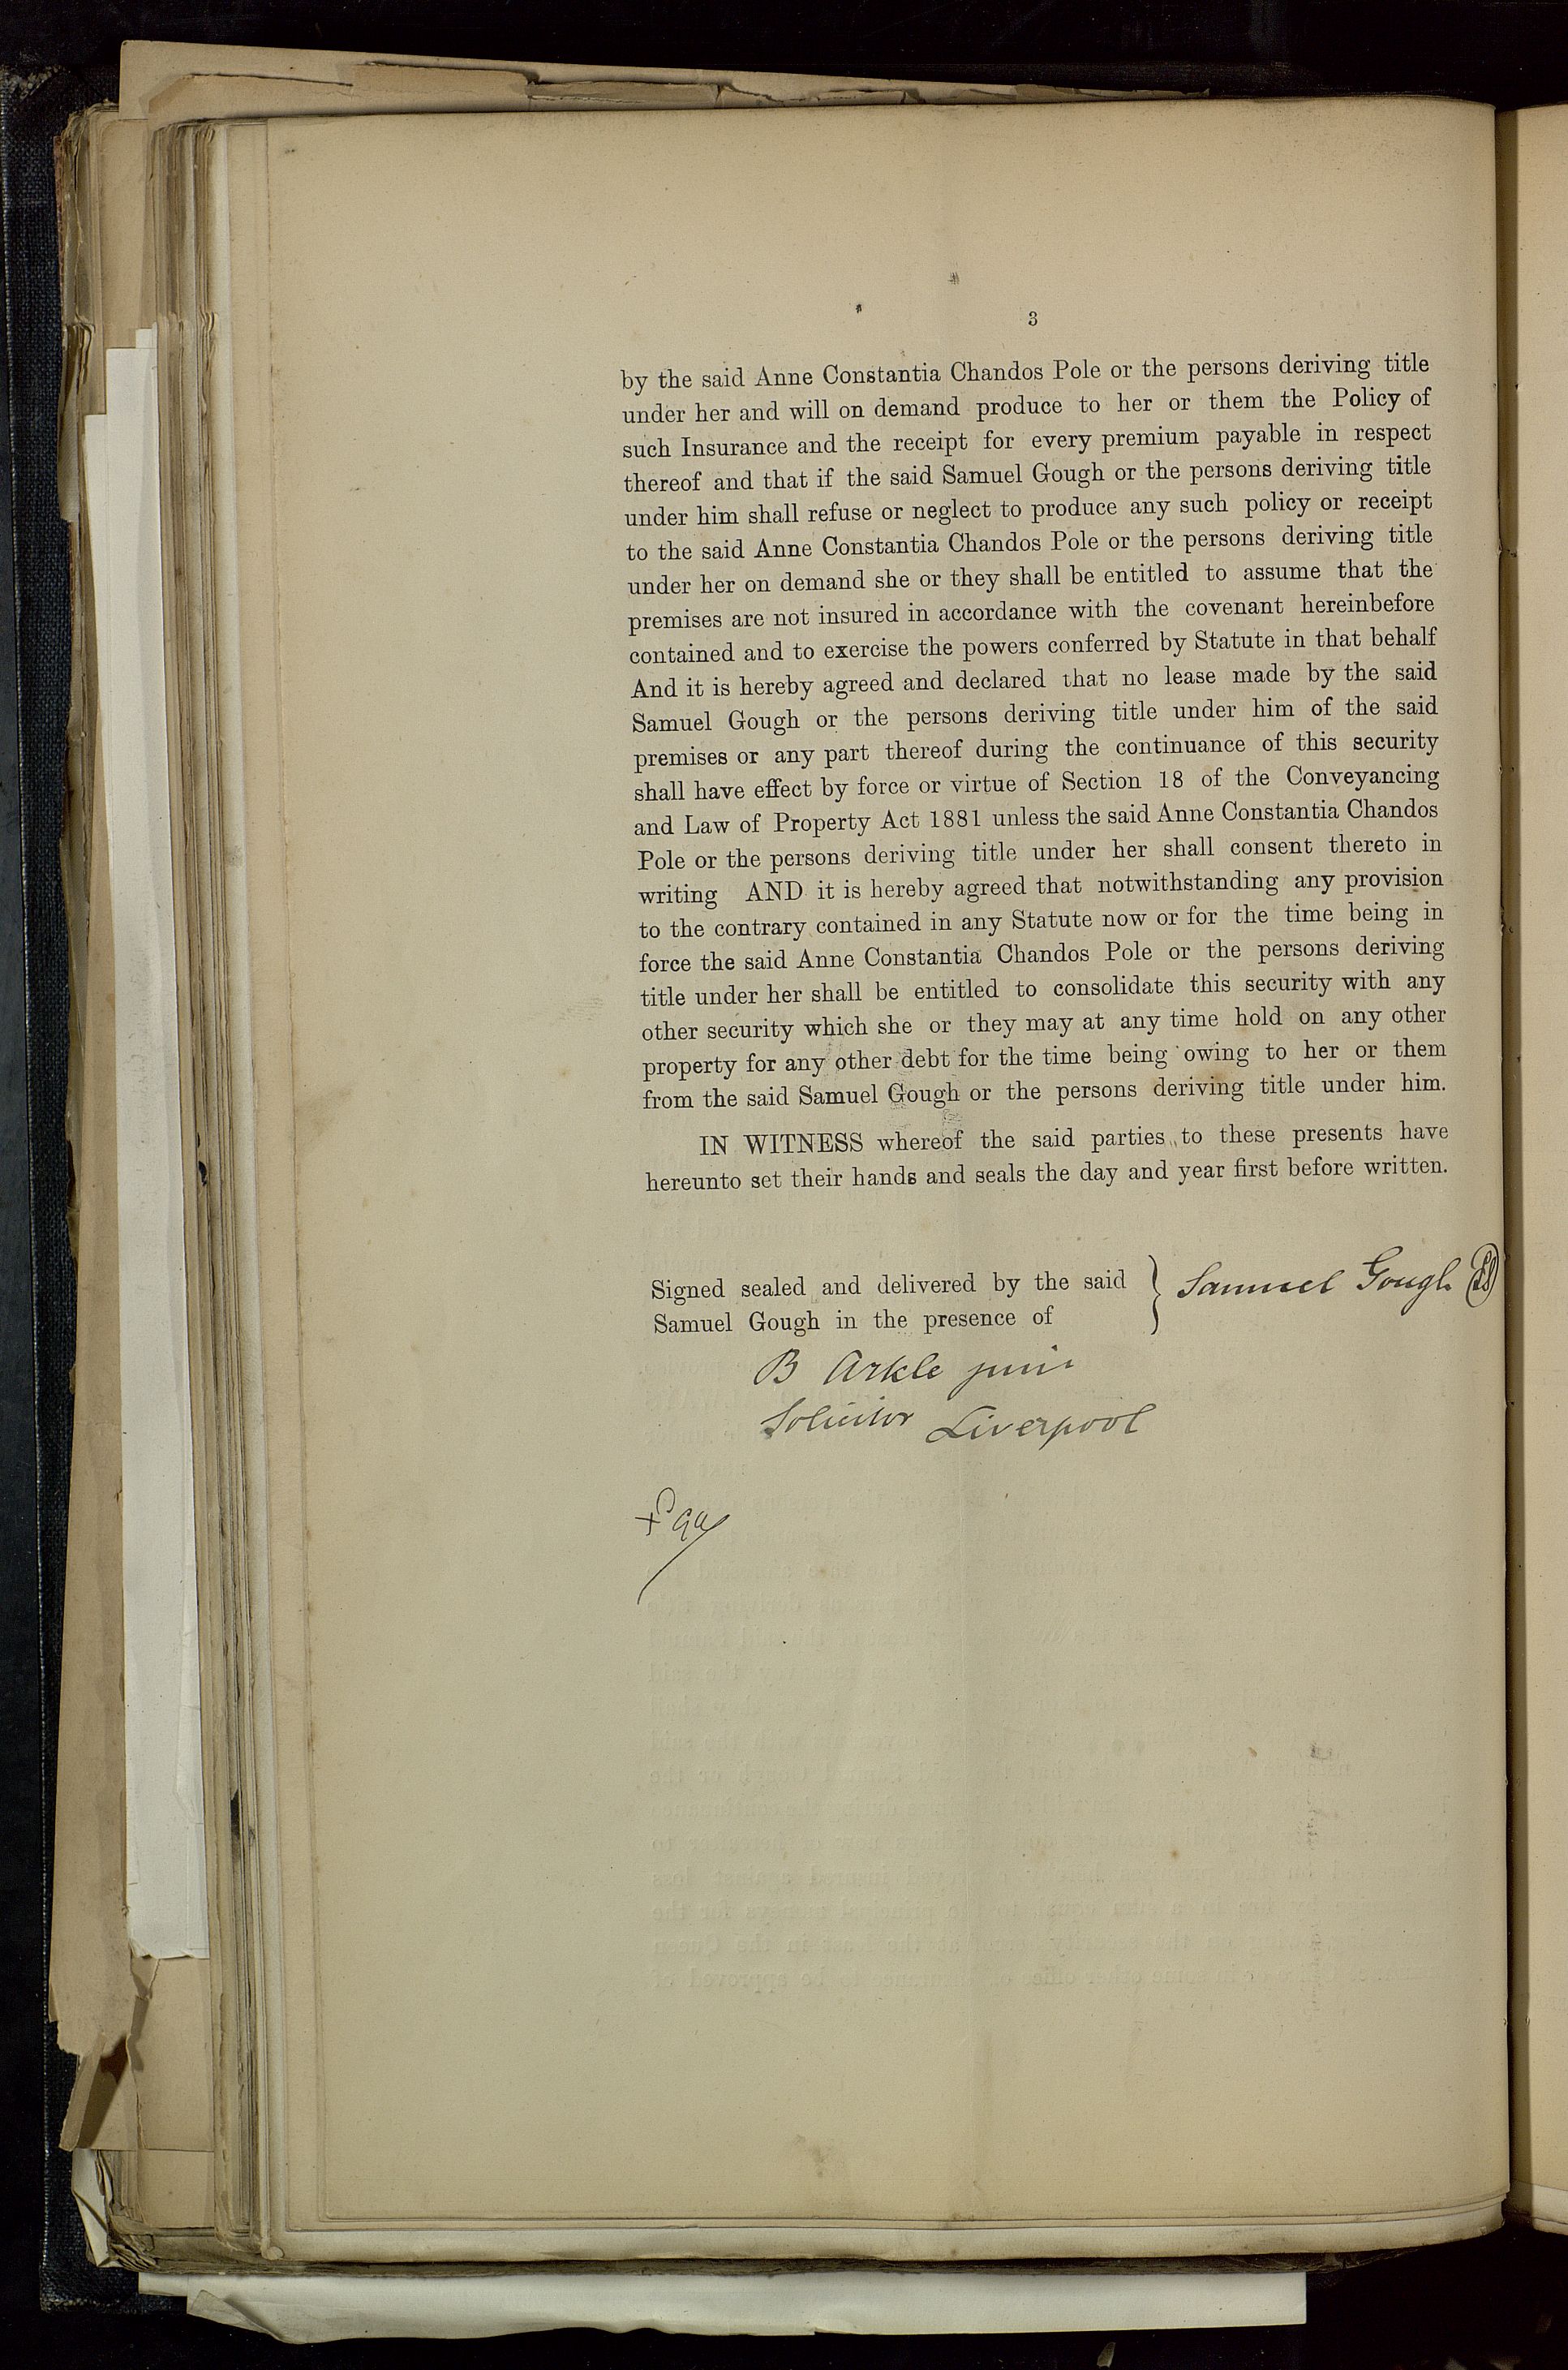 3
by the said Anne Constantia Chandos Pole or the persons deriving title
under her and will on demand produce to her or them the Policy of
such Insurance and the receipt for every premium payable in respect
thereof and that if the said Samuel Gough or the persons deriving title
under him shall refuse or neglect to produce any such policy or receipt
to the said Anne Constantia Chandos Pole or the persons deriving title
under her on demand she or they shall be entitled to assume that the
premises are not insured in accordance with the covenant hereinbefore
contained and to exercise the powers conferred by Statute in that behalf
And it is hereby agreed and declared that no lease made by the said
Samuel Gough or the persons deriving title under him of the said
premises or any part thereof during the continuance of this security
shall have effect by force or virtue of Section 18 of the Conveyancing
and Law of Property Act 1881 unless the said Anne Constantia Chandos
Pole or the persons deriving title under her shall consent thereto in
writing AND it is hereby agreed that notwithstanding any provision
to the contrary contained in any Statute now or for the time being in
force the said Anne Constantia Chandos Pole or the persons deriving
title under her shall be entitled to consolidate this security with any
other security which she or they may at any time hold on any other
property for any other debt for the time being owing to her or them
from the said Samuel Gough or the persons deriving title under him.
IN WITNESS whereof the said parties to these presents have
hereunto set their hands and seals the day and year first before written.
Signed sealed and delivered by the said } Samuel Gough LS
Samuel Gough in the presence of
B Arkle junr
Solicitor Liverpool